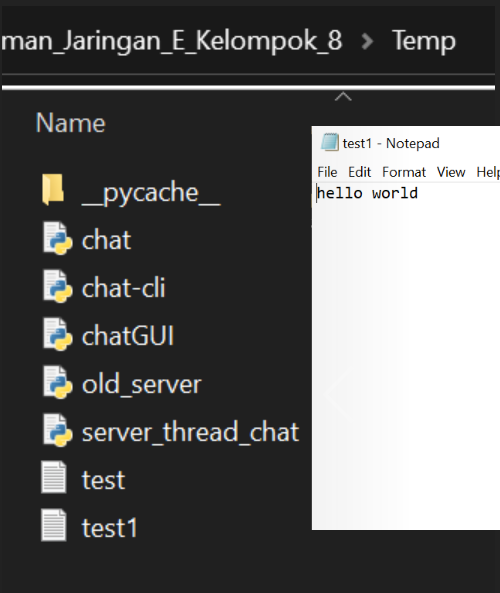 man_Jaringan_E_Kelompok_8 > Temp
Name
__pycache__
chat
chat-cli
chatGUI
old_server
server_thread_chat
test
test1
test1 - Notepad
File Edit Format View Help
hello world